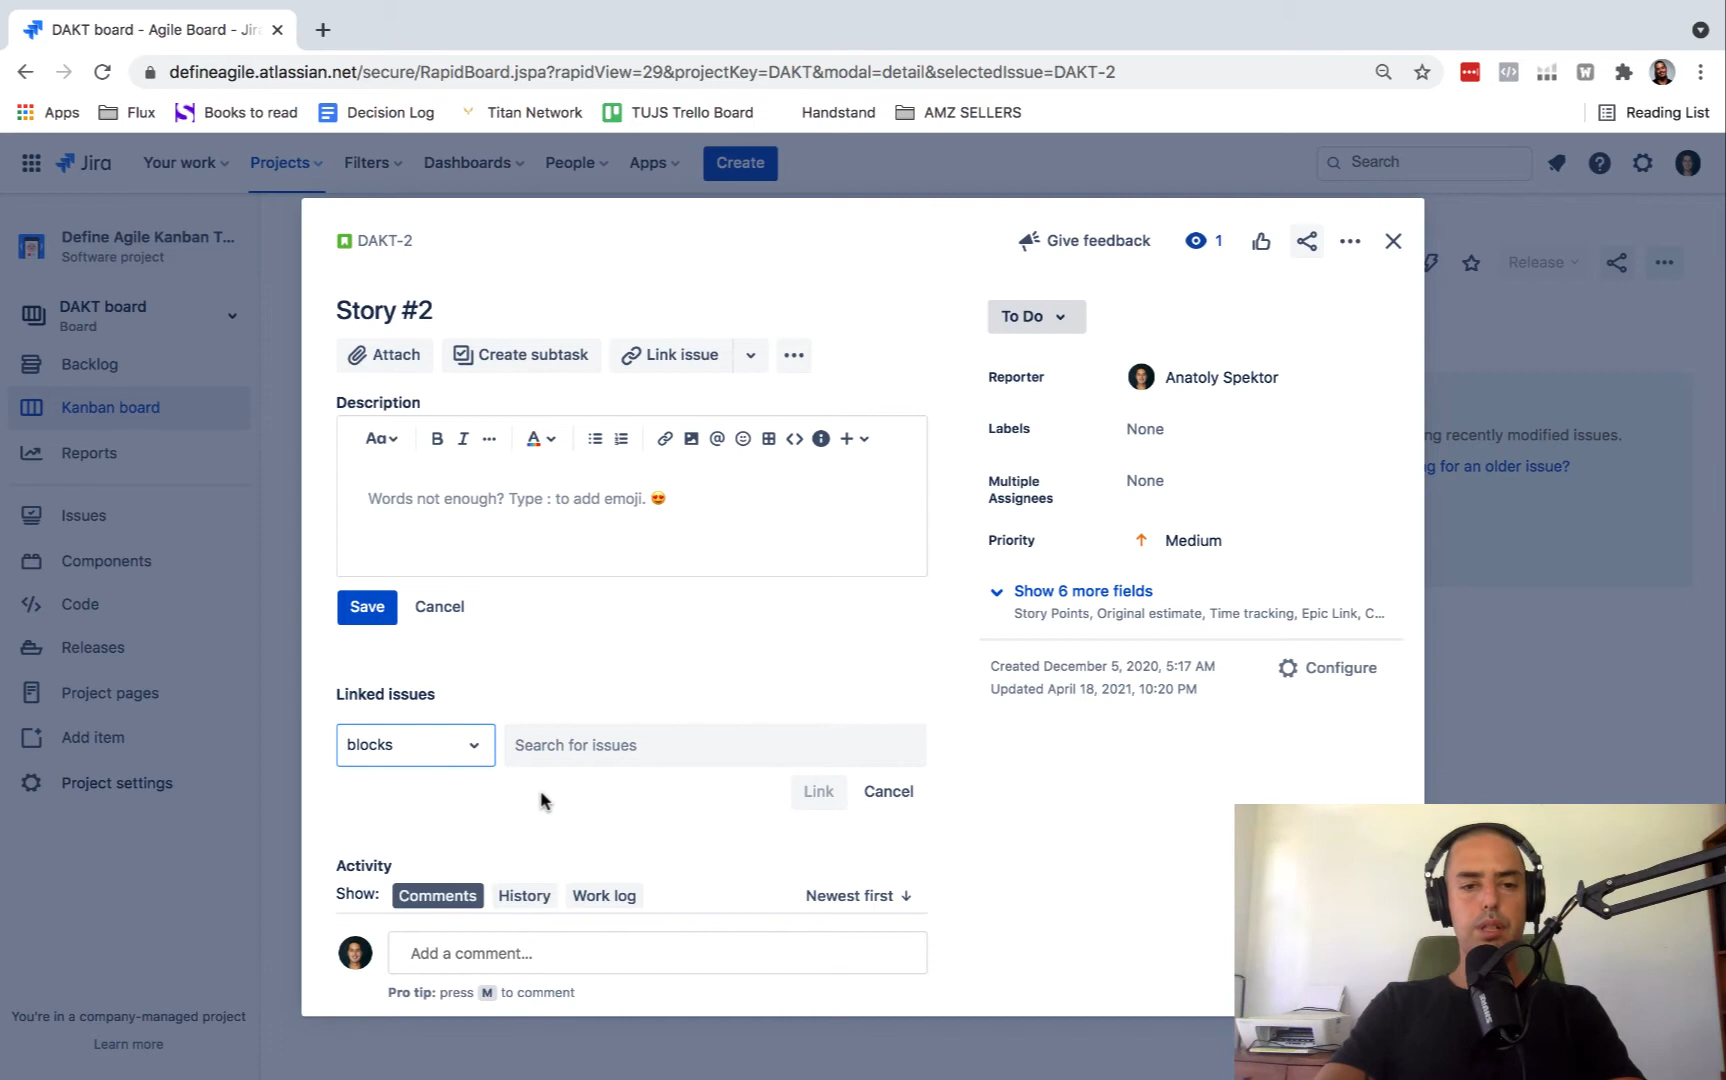 DAKT board - Agile Board - Jir
defineagile.atlassian.net/secure/RapidBoard.jspa?rapidView=29&projectKey=DAKT&modal=detail&selectedIssue=DAKT-2
Apps Flux Books to read Decision Log Titan Network TUJS Trello Board Handstand AMZ SELLERS Reading List
Jira Your work Projects Filters Dashboards People Apps Create Search
Define Agile Kanban T...
Software project
DAKT board
Board
Backlog
Kanban board
Reports
Issues
Components
Code
Releases
Project pages
Add item
Project settings
You're in a company-managed project
Learn more
DAKT-2 Give feedback 1
Story #2
Attach Create subtask Link issue
Description
Aa B I A
Words not enough? Type : to add emoji.
Save Cancel
Linked issues
blocks Search for issues
Link Cancel
Activity
Show: Comments History Work log Newest first
Add a comment...
Pro tip: press M to comment
To Do
Reporter Anatoly Spektor
Labels None
Multiple Assignees None
Priority Medium
Show 6 more fields
Story Points, Original estimate, Time tracking, Epic Link, C...
Created December 5, 2020, 5:17 AM
Updated April 18, 2021, 10:20 PM
Configure
Release
ng recently modified issues.
g for an older issue?
SHURE